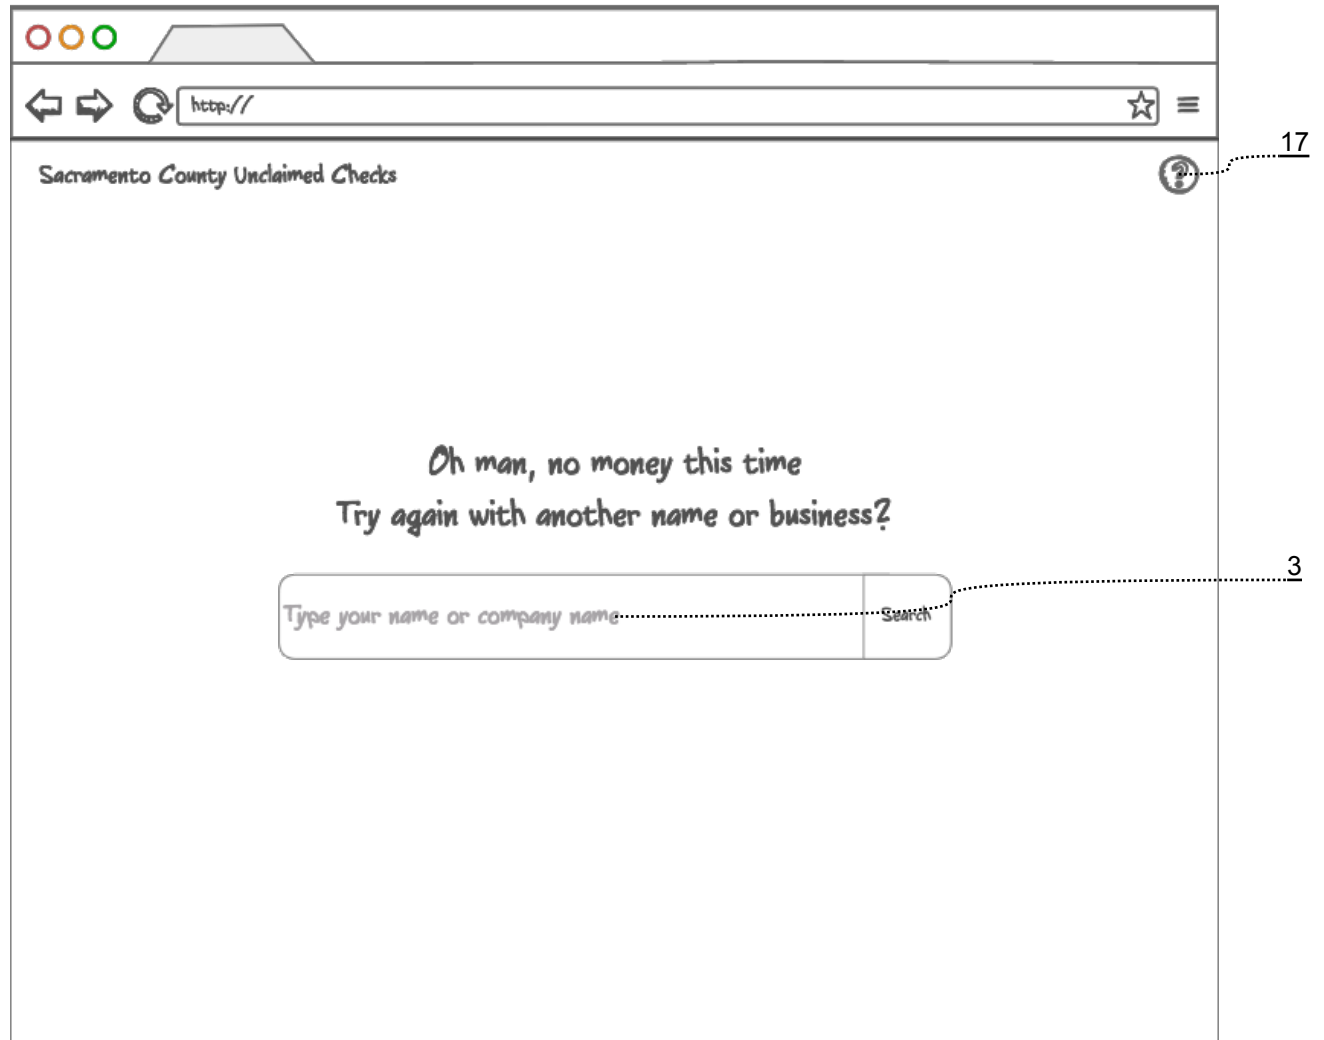 http://
17
Sacramento County Unclaimed Checks
?
Oh man, no money this time
Try again with another name or business?
3
Type your name or company name
Search